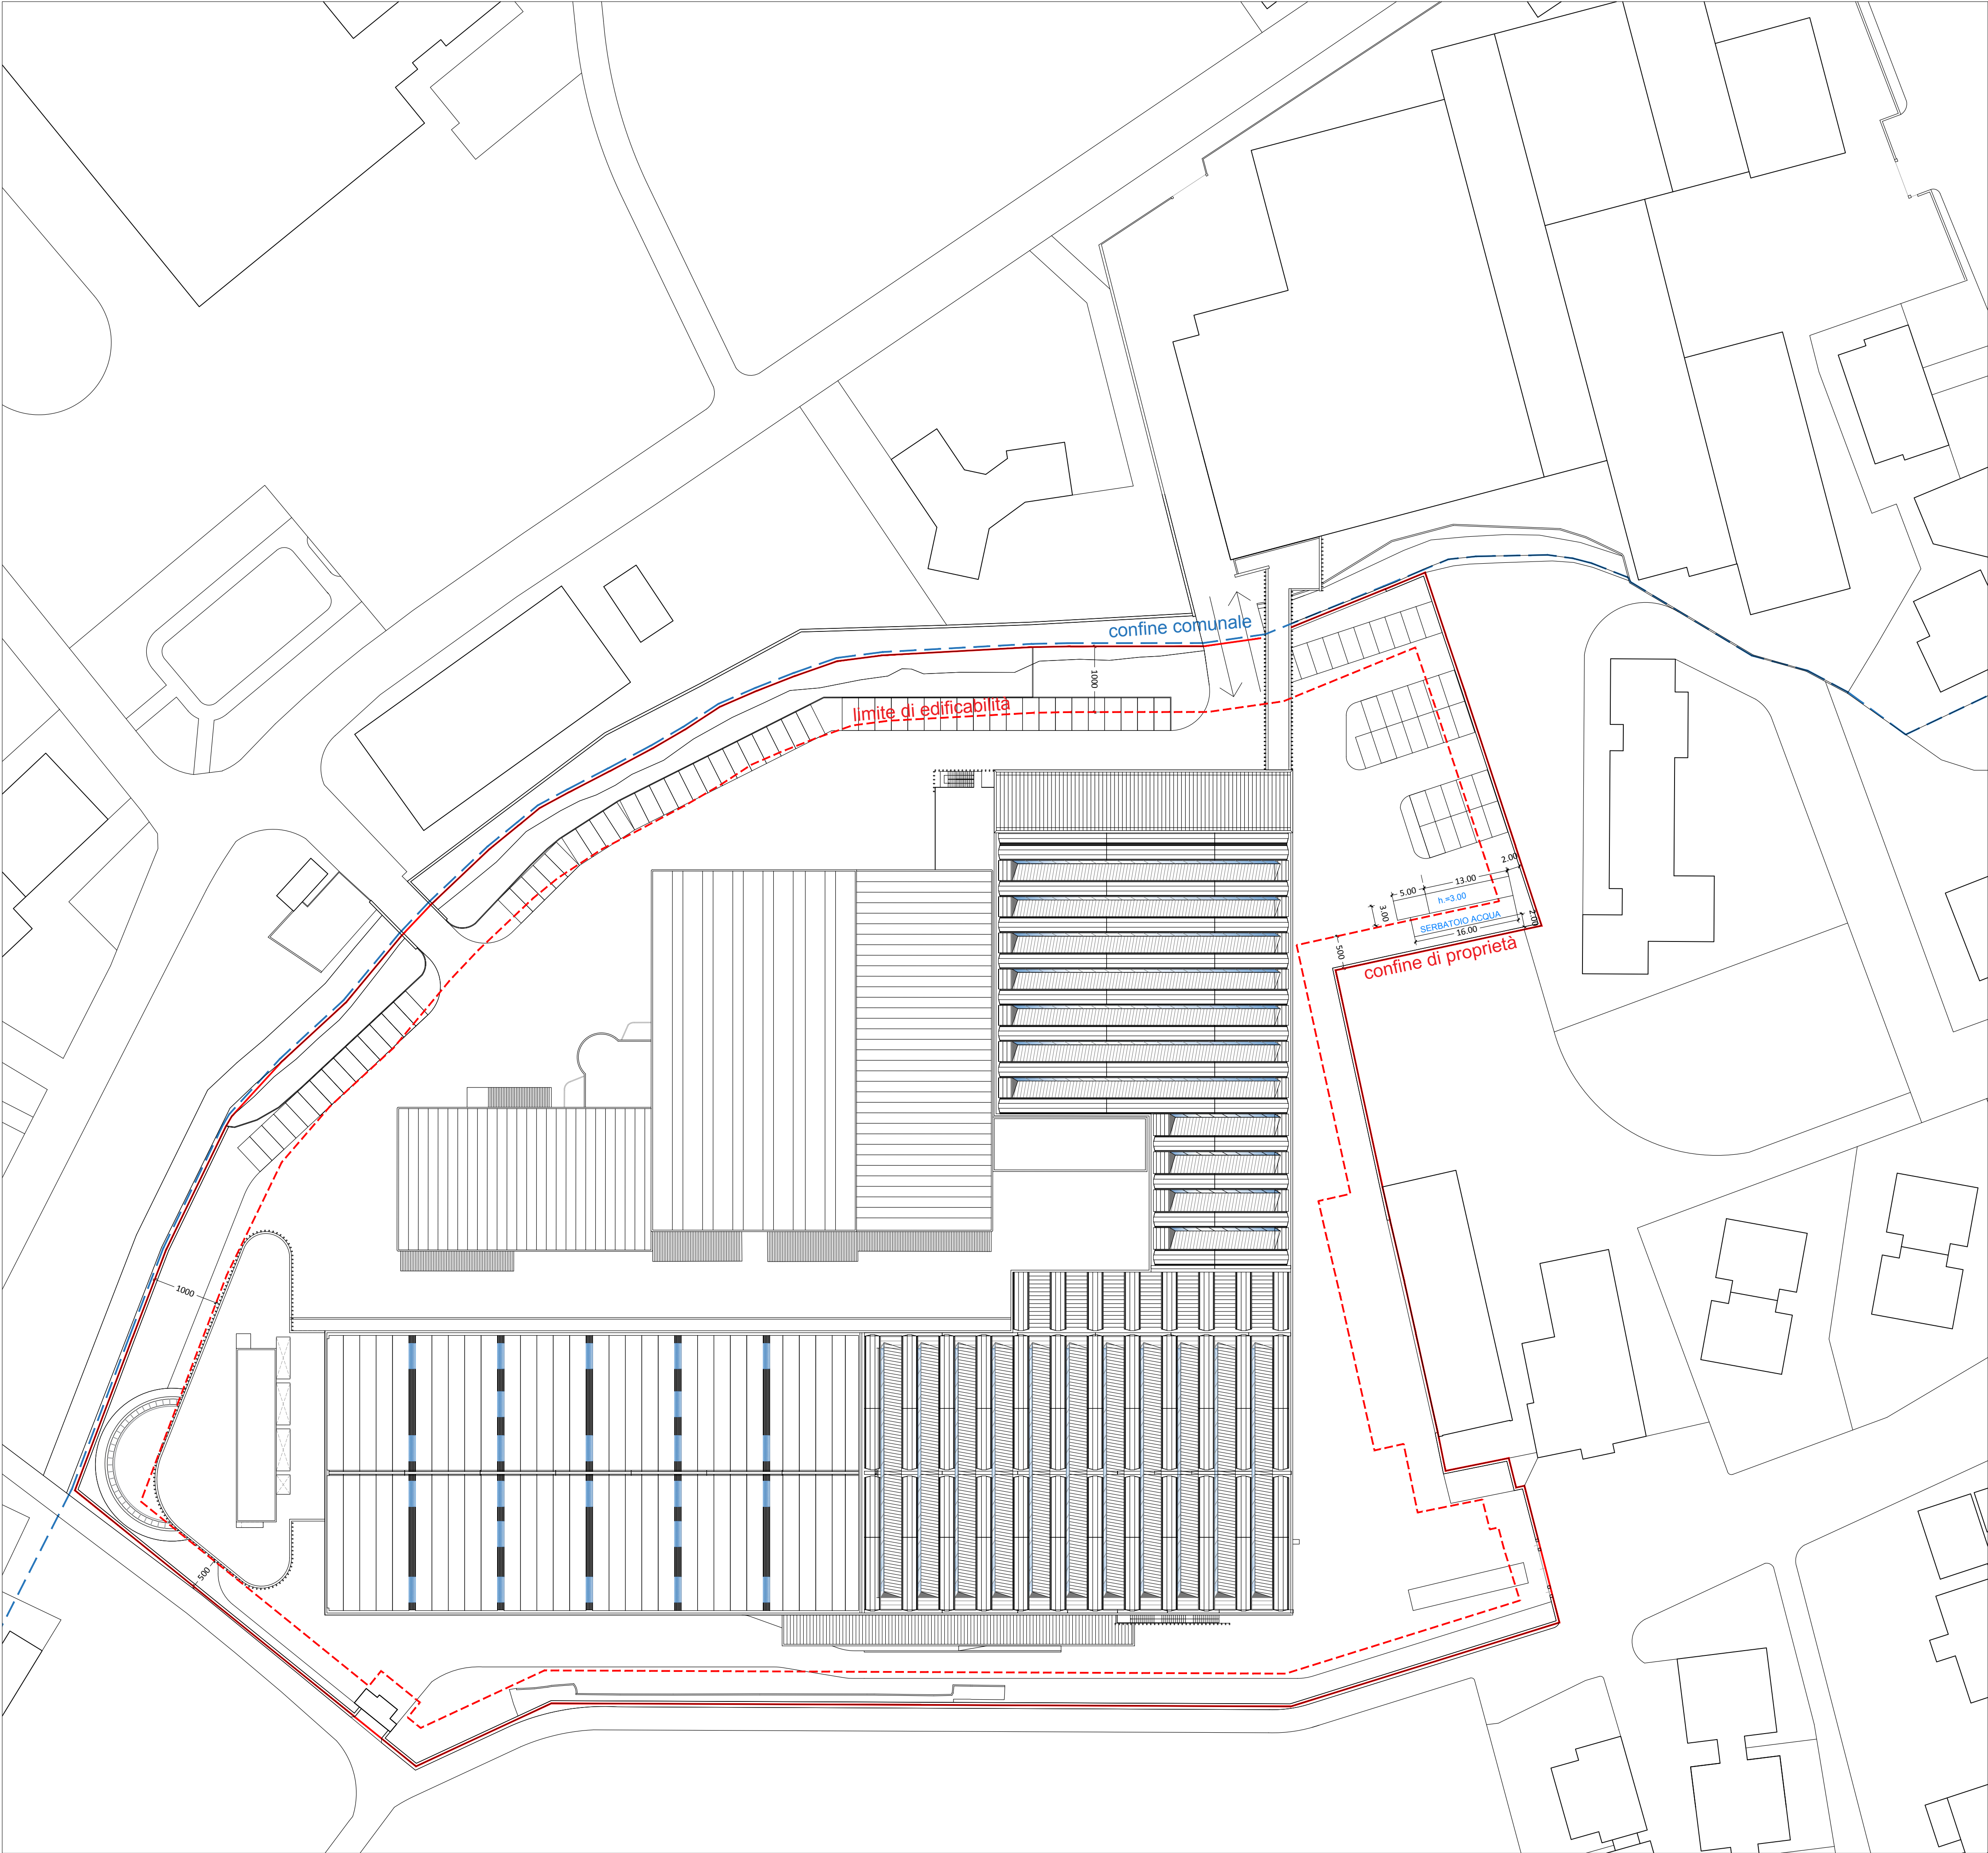 confine comunale
1000
limite di edificabilità
2.00
13.00
5.00
h.=3.00
3.00
SERBATOIO ACQUA
2.00
16.00
500
confine di proprietà
1000
500